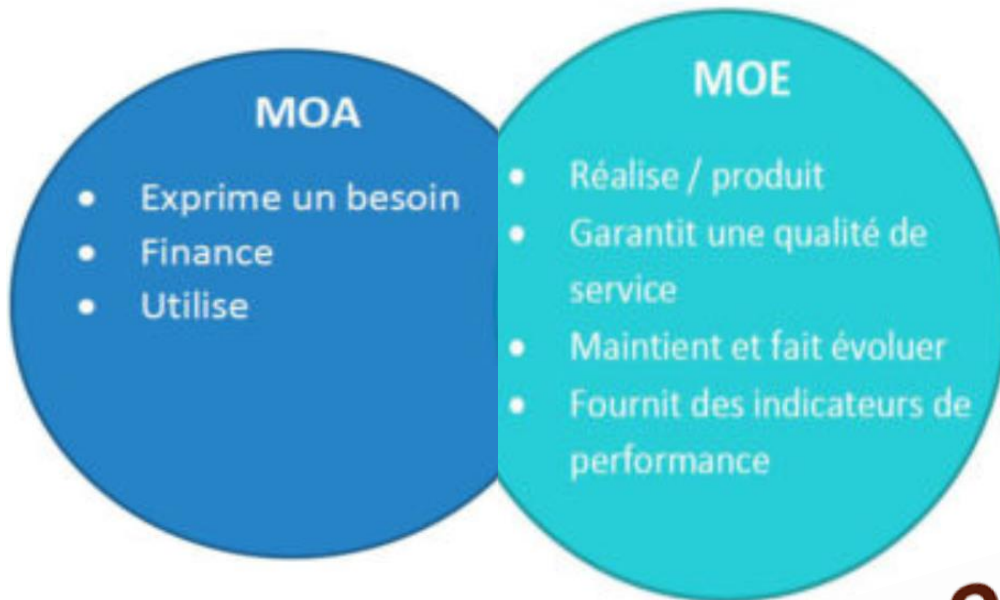 MOA
• Exprime un besoin
• Finance
• Utilise
MOE
• Réalise / produit
• Garantit une qualité de
service
• Maintient et fait évoluer
• Fournit des indicateurs de
performance